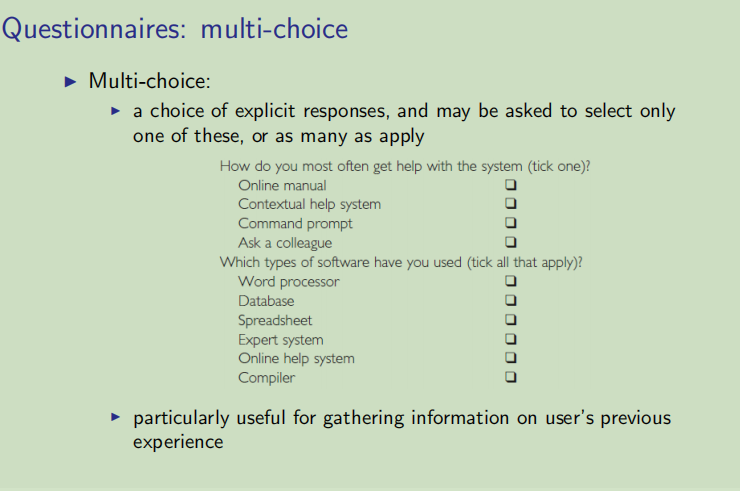 Questionnaires: multi-choice
Multi-choice:
a choice of explicit responses, and may be asked to select only
one of these, or as many as apply
How do you most often get help with the system (tick one)?
Online manual
Contextual help system
Command prompt
Ask a colleague
Which types of software have you used (tick all that apply)?
Word processor
Database
Spreadsheet
Expert system
Online help system
Compiler
particularly useful for gathering information on user's previous
experience